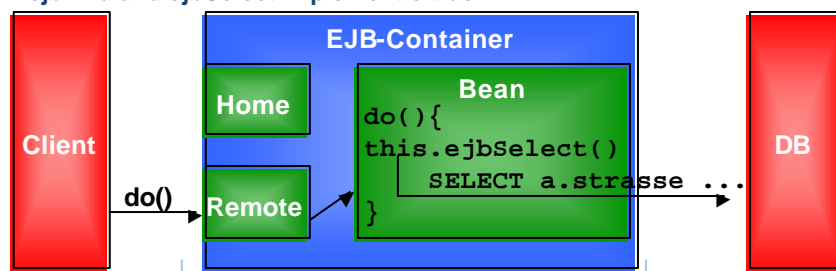 EJB-Container
Home
Bean
do(){
Client
this.ejbSelect()
DB
SELECT a.strasse ...
do()
Remote
}